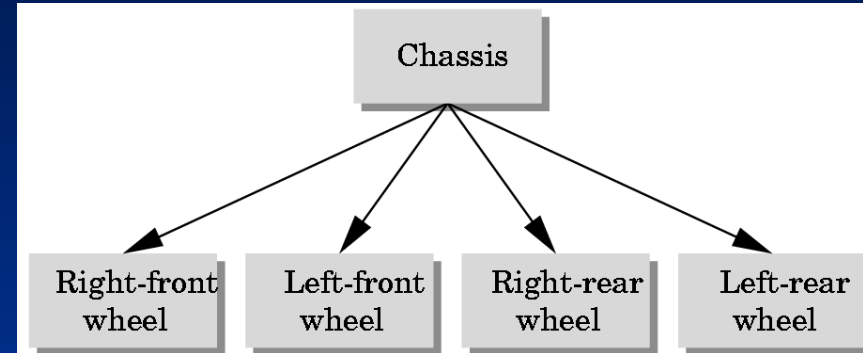 Chassis
Right-front
wheel
Left-front
wheel
Right-rear
wheel
Left-rear
wheel